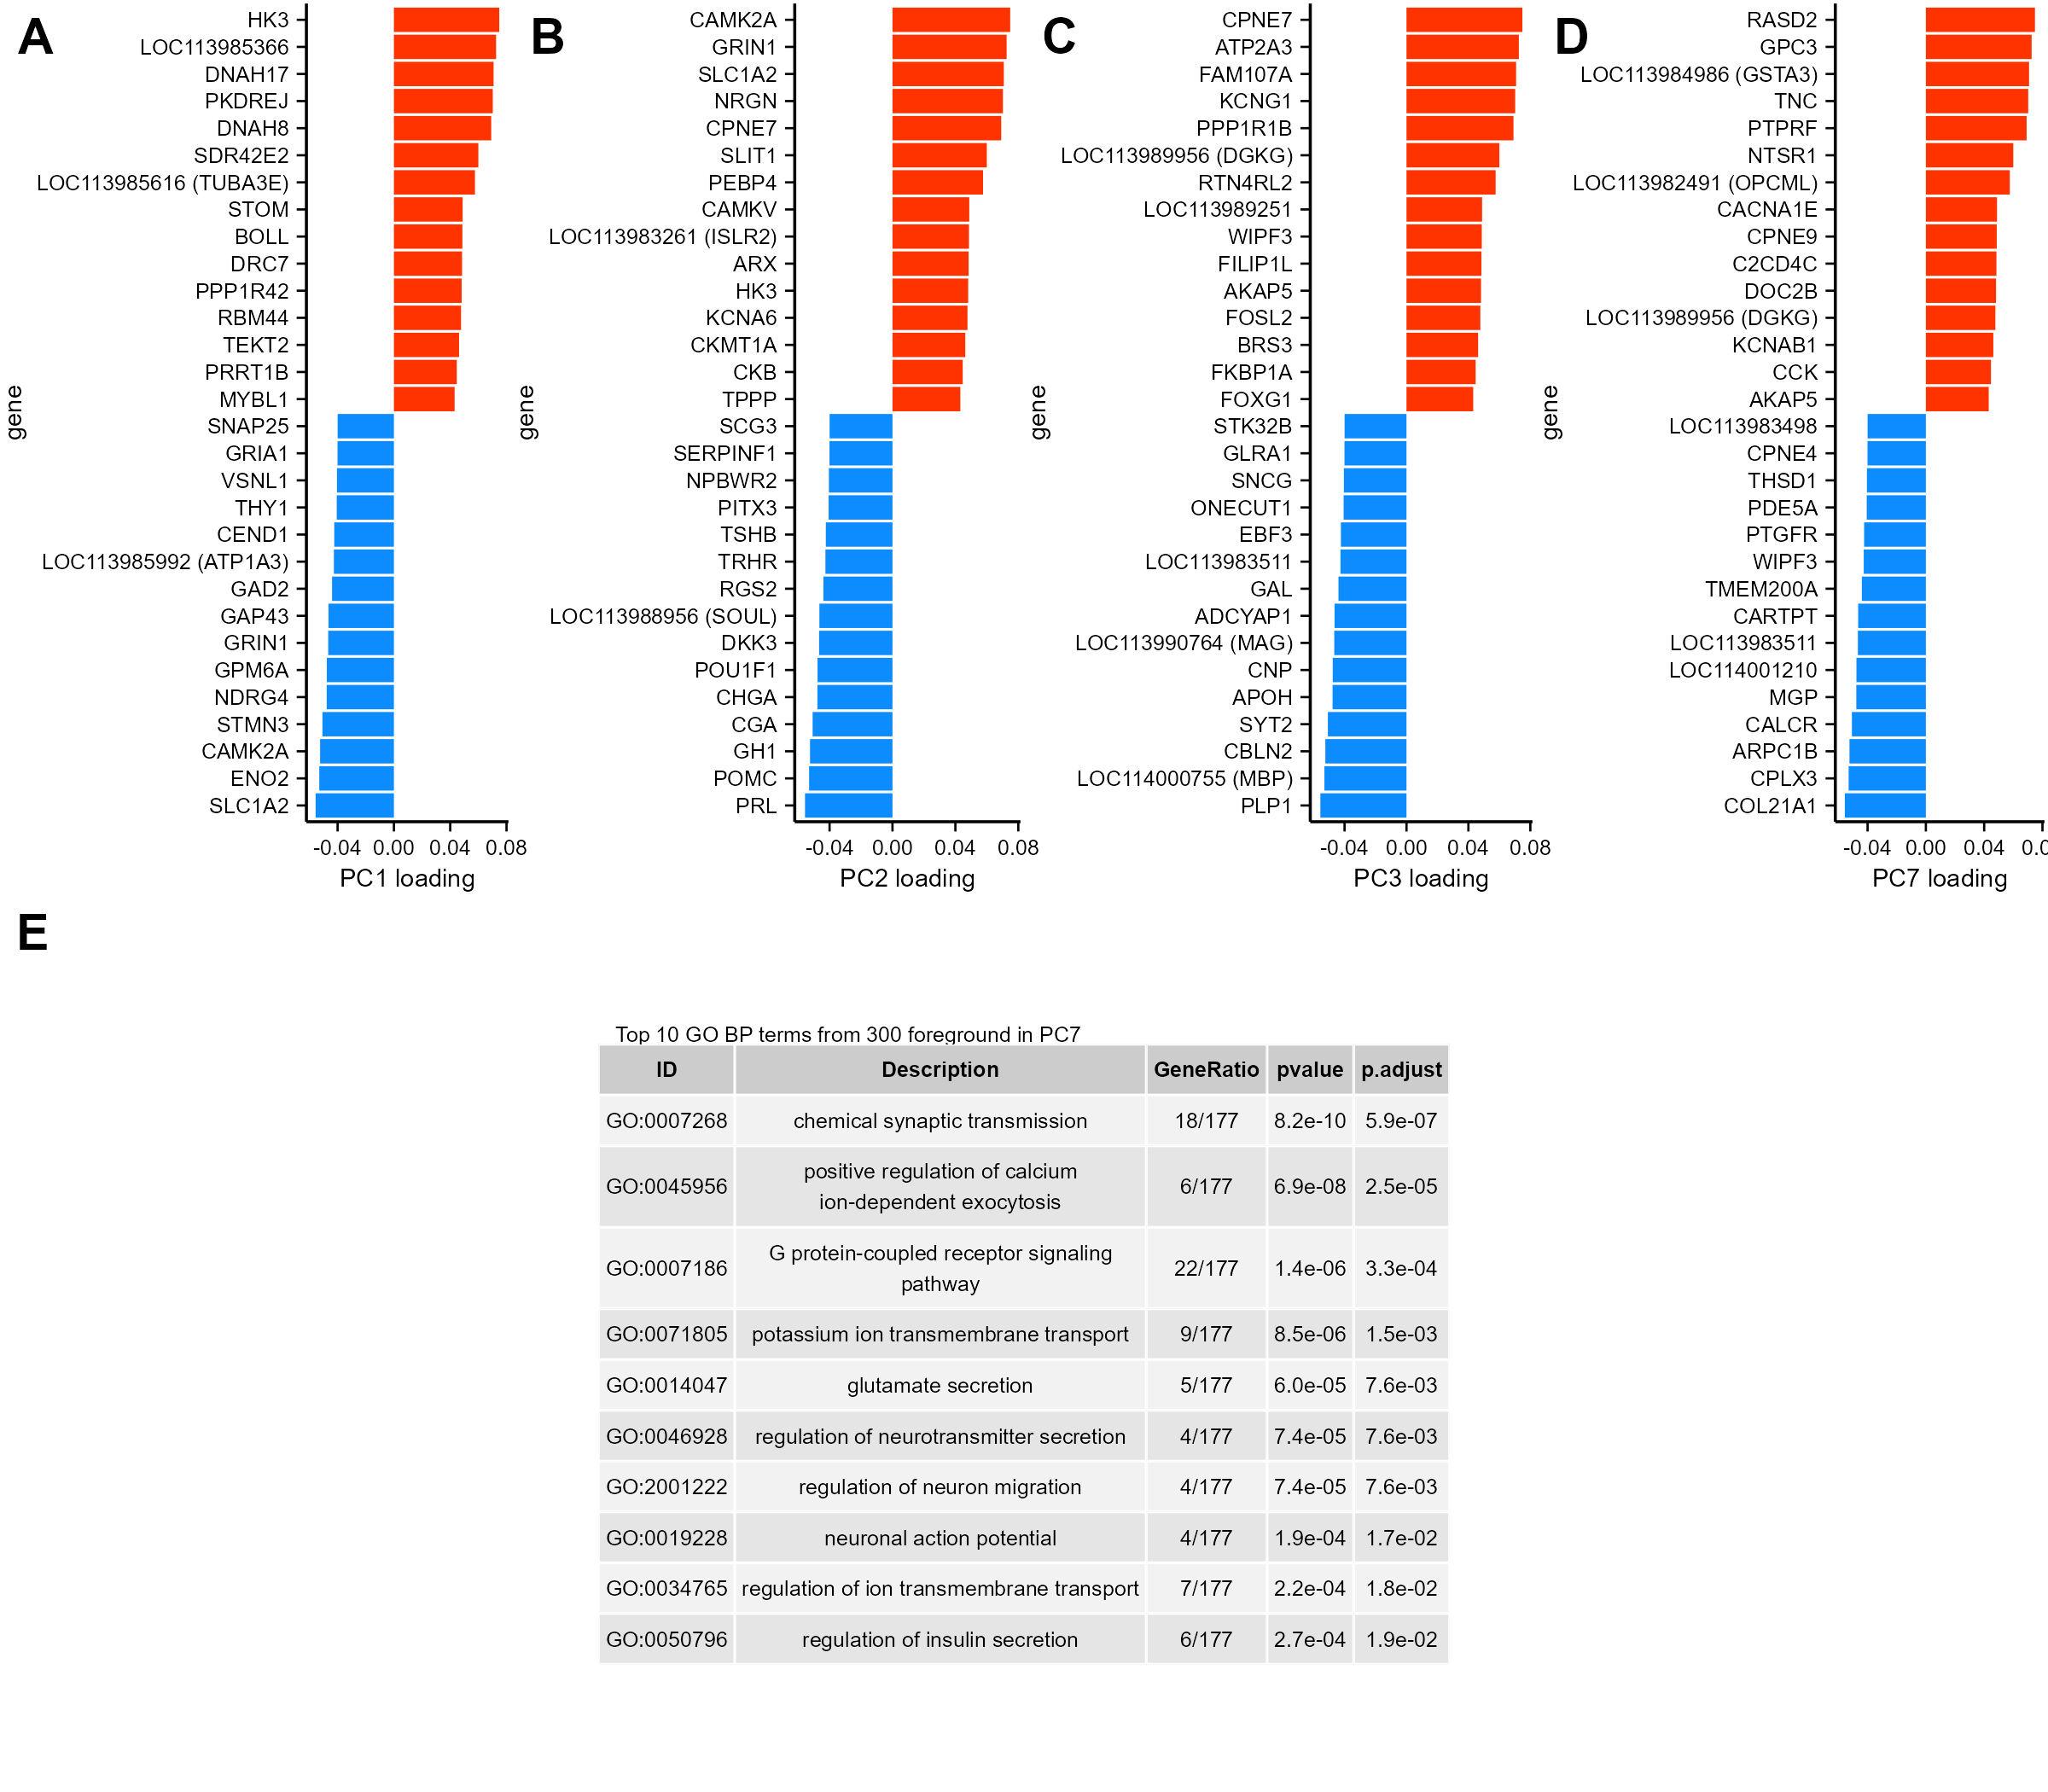 A
HK3
LOC113985366
DNAH17
PKDREJ
DNAH8
SDR42E2
LOC113985616 (TUBA3E)
STOM
BOLL
DRC7
PPP1R42
RBM44
TEKT2
PRRT1B
MYBL1
SNAP25
GRIA1
VSNL1
THY1
CEND1
LOC113985992 (ATP1A3)
GAD2
GAP43
GRIN1
GPM6A
NDRG4
STMN3
CAMK2A
ENO2
SLC1A2
gene
-0.04 0.00 0.04 0.08
PC1 loading
B
CAMK2A
GRIN1
SLC1A2
NRGN
CPNE7
SLIT1
PEBP4
CAMKV
LOC113983261 (ISLR2)
ARX
HK3
KCNA6
CKMT1A
CKB
TPPP
SCG3
SERPINF1
NPBWR2
PITX3
TSHB
TRHR
RGS2
LOC113988956 (SOUL)
DKK3
POU1F1
CHGA
CGA
GH1
POMC
PRL
gene
-0.04 0.00 0.04 0.08
PC2 loading
C
CPNE7
ATP2A3
FAM107A
KCNG1
PPP1R1B
LOC113989956 (DGKG)
RTN4RL2
LOC113989251
WIPF3
FILIP1L
AKAP5
FOSL2
BRS3
FKBP1A
FOXG1
STK32B
GLRA1
SNCG
ONECUT1
EBF3
LOC113983511
GAL
ADCYAP1
LOC113990764 (MAG)
CNP
APOH
SYT2
CBLN2
LOC114000755 (MBP)
PLP1
gene
-0.04 0.00 0.04 0.08
PC3 loading
D
RASD2
GPC3
LOC113984986 (GSTA3)
TNC
PTPRF
NTSR1
LOC113982491 (OPCML)
CACNA1E
CPNE9
C2CD4C
DOC2B
LOC113989956 (DGKG)
KCNAB1
CCK
AKAP5
LOC113983498
CPNE4
THSD1
PDE5A
PTGFR
WIPF3
TMEM200A
CARTPT
LOC113983511
LOC114001210
MGP
CALCR
ARPC1B
CPLX3
COL21A1
gene
-0.04 0.00 0.04 0.0
PC7 loading
E
Top 10 GO BP terms from 300 foreground in PC7
ID Description GeneRatio pvalue p.adjust
GO:0007268 chemical synaptic transmission 18/177 8.2e-10 5.9e-07
positive regulation of calcium
GO:0045956 ion-dependent exocytosis 6/177 6.9e-08 2.5e-05
G protein-coupled receptor signaling
GO:0007186 pathway 22/177 1.4e-06 3.3e-04
GO:0071805 potassium ion transmembrane transport 9/177 8.5e-06 1.5e-03
GO:0014047 glutamate secretion 5/177 6.0e-05 7.6e-03
GO:0046928 regulation of neurotransmitter secretion 4/177 7.4e-05 7.6e-03
GO:2001222 regulation of neuron migration 4/177 7.4e-05 7.6e-03
GO:0019228 neuronal action potential 4/177 1.9e-04 1.7e-02
GO:0034765 regulation of ion transmembrane transport 7/177 2.2e-04 1.8e-02
GO:0050796 regulation of insulin secretion 6/177 2.7e-04 1.9e-02